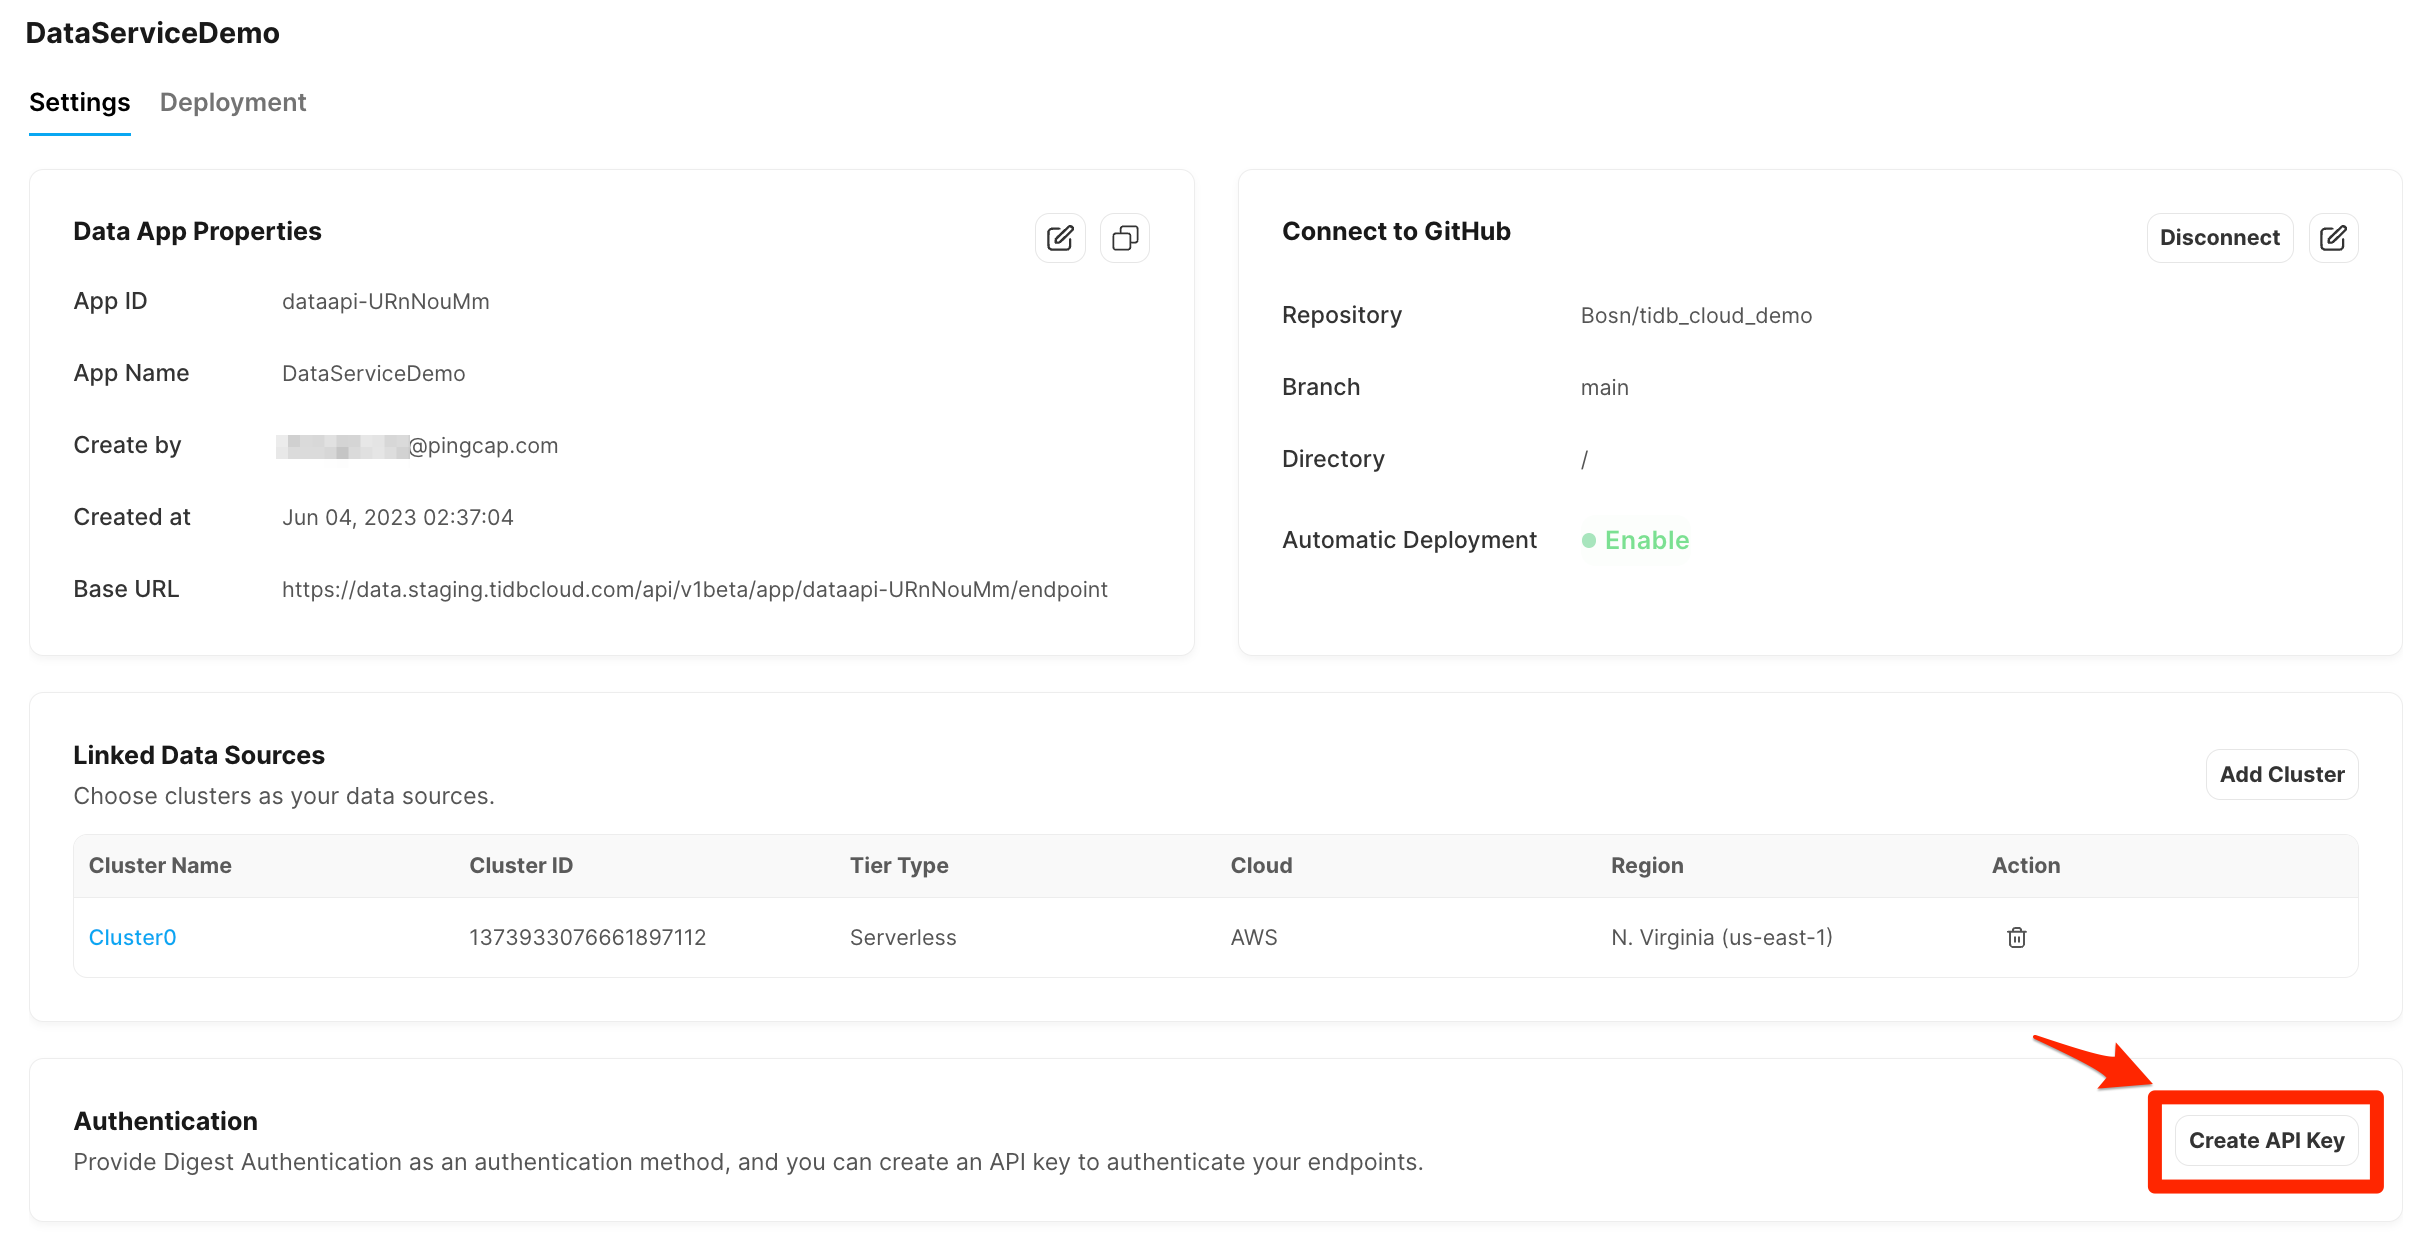 DataServiceDemo
Settings Deployment
Data App Properties
App ID dataapi-URnNouMm
App Name DataServiceDemo
Create by @pingcap.com
Created at Jun 04, 2023 02:37:04
Base URL https://data.staging.tidbcloud.com/api/v1beta/app/dataapi-URnNouMm/endpoint
Connect to GitHub Disconnect
Repository Bosn/tidb_cloud_demo
Branch main
Directory /
Automatic Deployment Enable
Linked Data Sources
Choose clusters as your data sources.
Add Cluster
Cluster Name Cluster ID Tier Type Cloud Region Action
Cluster0 1373933076661897112 Serverless AWS N. Virginia (us-east-1)
Authentication
Provide Digest Authentication as an authentication method, and you can create an API key to authenticate your endpoints.
Create API Key